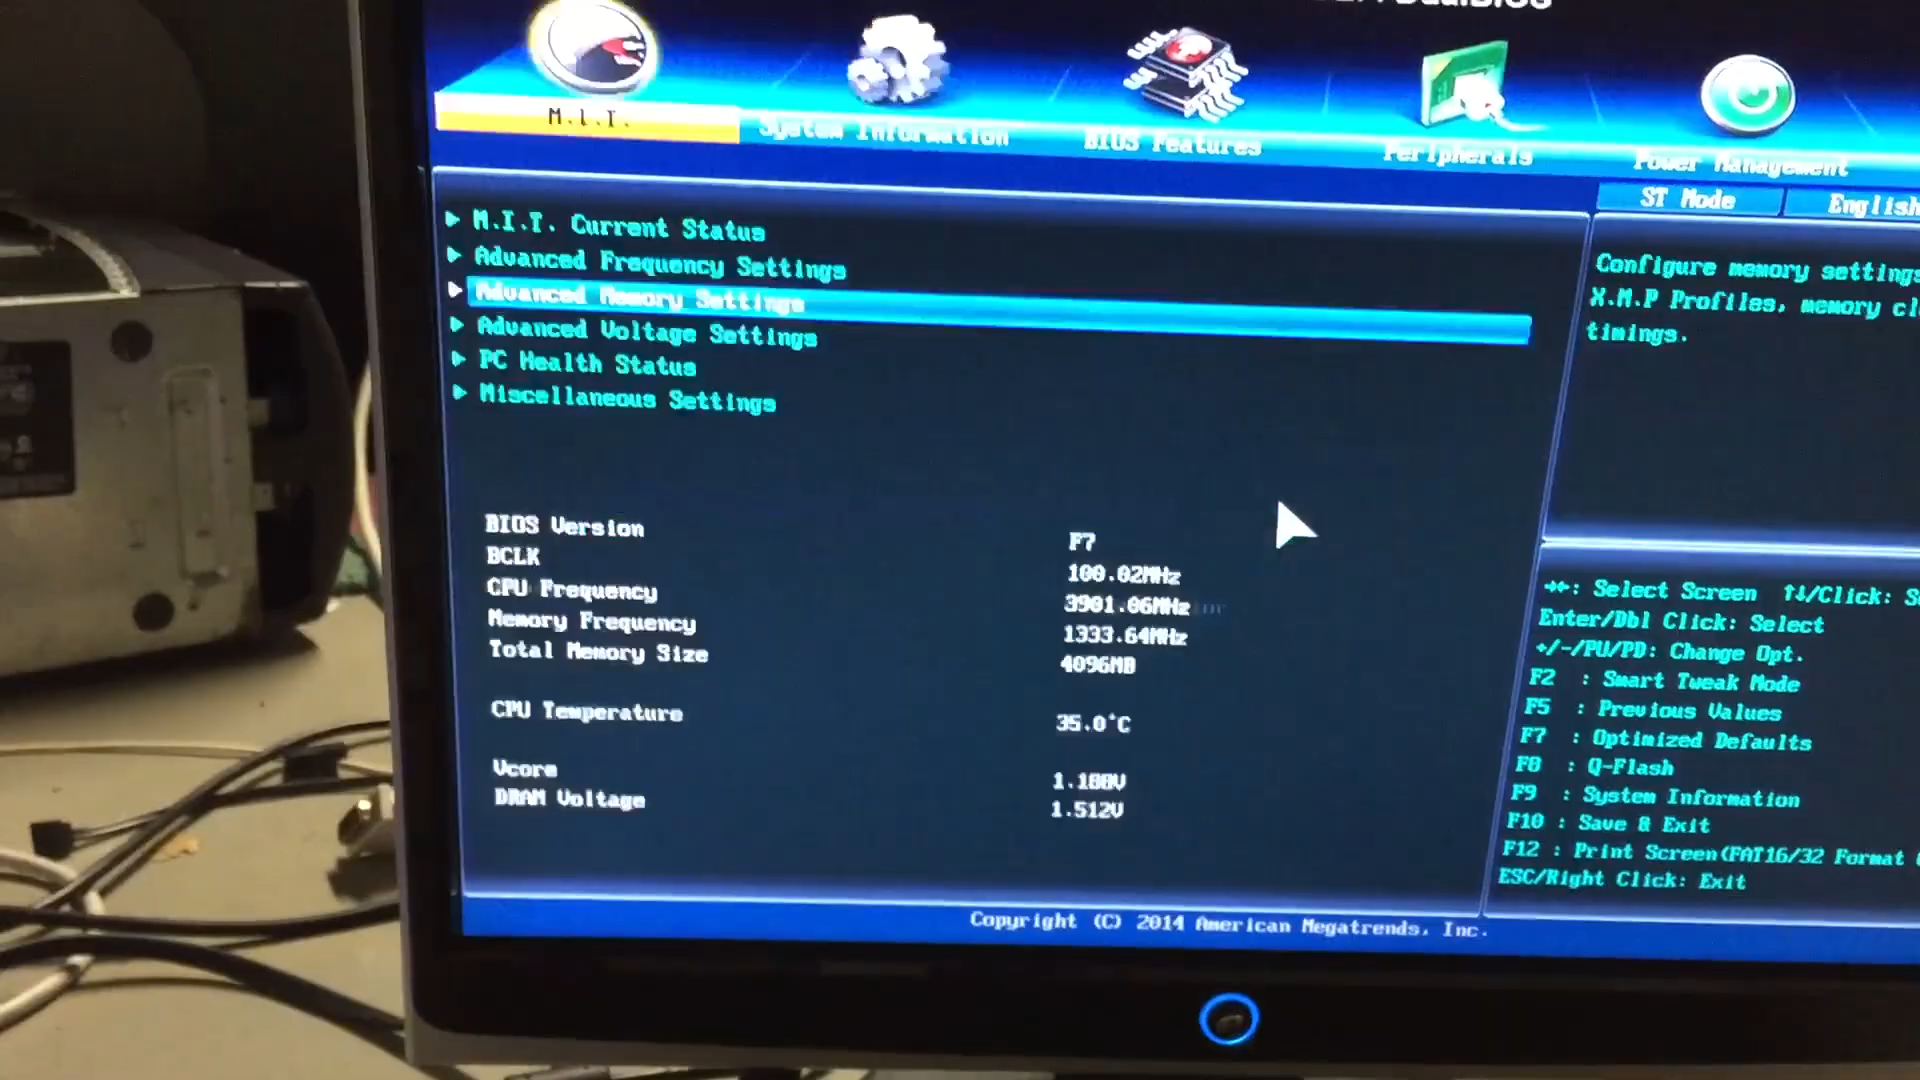 DualBIOS
M.I.T.
System Information
BIOS Features
Peripherals
Power Management
ST Mode
English
M.I.T. Current Status
Advanced Frequency Settings
Advanced Memory Settings
Advanced Voltage Settings
PC Health Status
Miscellaneous Settings
Configure memory settings
X.M.P Profiles, memory cl
timings.
BIOS Version F7
BCLK 100.02MHz
CPU Frequency 3901.06MHz
Memory Frequency 1333.64MHz
Total Memory Size 4096MB
CPU Temperature 35.0°C
Vcore 1.188V
DRAM Voltage 1.512V
→←: Select Screen ↑↓/Click: S
Enter/Dbl Click: Select
+/-/PU/PD: Change Opt.
F2 : Smart Tweak Mode
F5 : Previous Values
F7 : Optimized Defaults
F8 : Q-Flash
F9 : System Information
F10 : Save & Exit
F12 : Print Screen(FAT16/32 Format
ESC/Right Click: Exit
Copyright (C) 2014 American Megatrends, Inc.